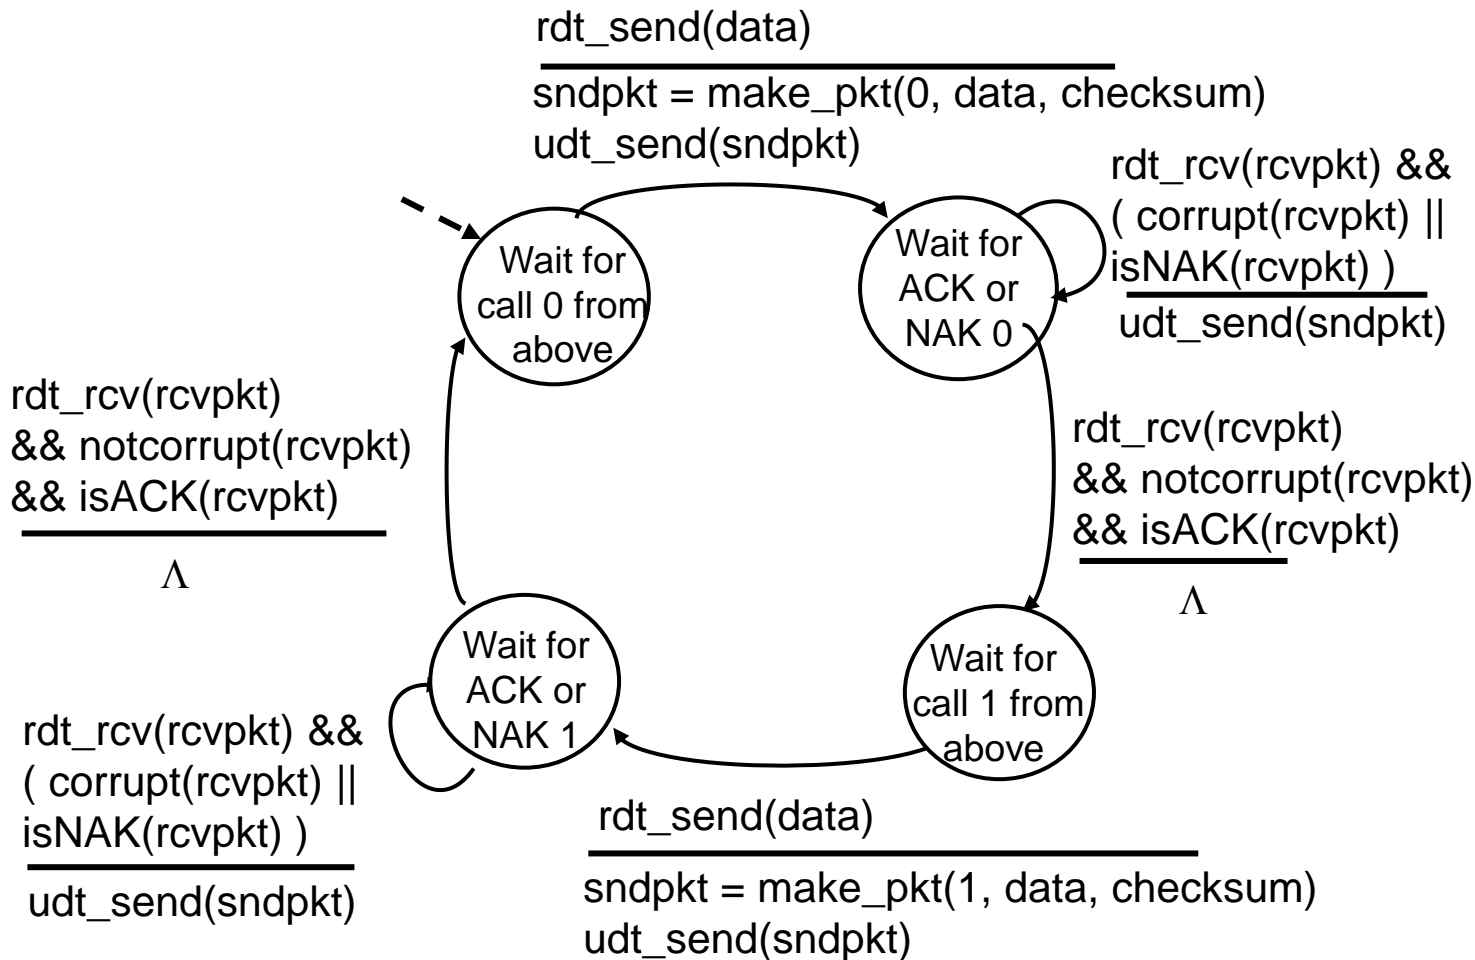 rdt_send(data)
sndpkt = make_pkt(0, data, checksum)
udt_send(sndpkt)
rdt_rcv(rcvpkt) &&
( corrupt(rcvpkt) ||
isNAK(rcvpkt) )
udt_send(sndpkt)
Wait for
call 0 from
above
Wait for
ACK or
NAK 0
rdt_rcv(rcvpkt)
&& notcorrupt(rcvpkt)
&& isACK(rcvpkt)
Λ
rdt_rcv(rcvpkt)
&& notcorrupt(rcvpkt)
&& isACK(rcvpkt)
Λ
Wait for
ACK or
NAK 1
Wait for
call 1 from
above
rdt_rcv(rcvpkt) &&
( corrupt(rcvpkt) ||
isNAK(rcvpkt) )
udt_send(sndpkt)
rdt_send(data)
sndpkt = make_pkt(1, data, checksum)
udt_send(sndpkt)